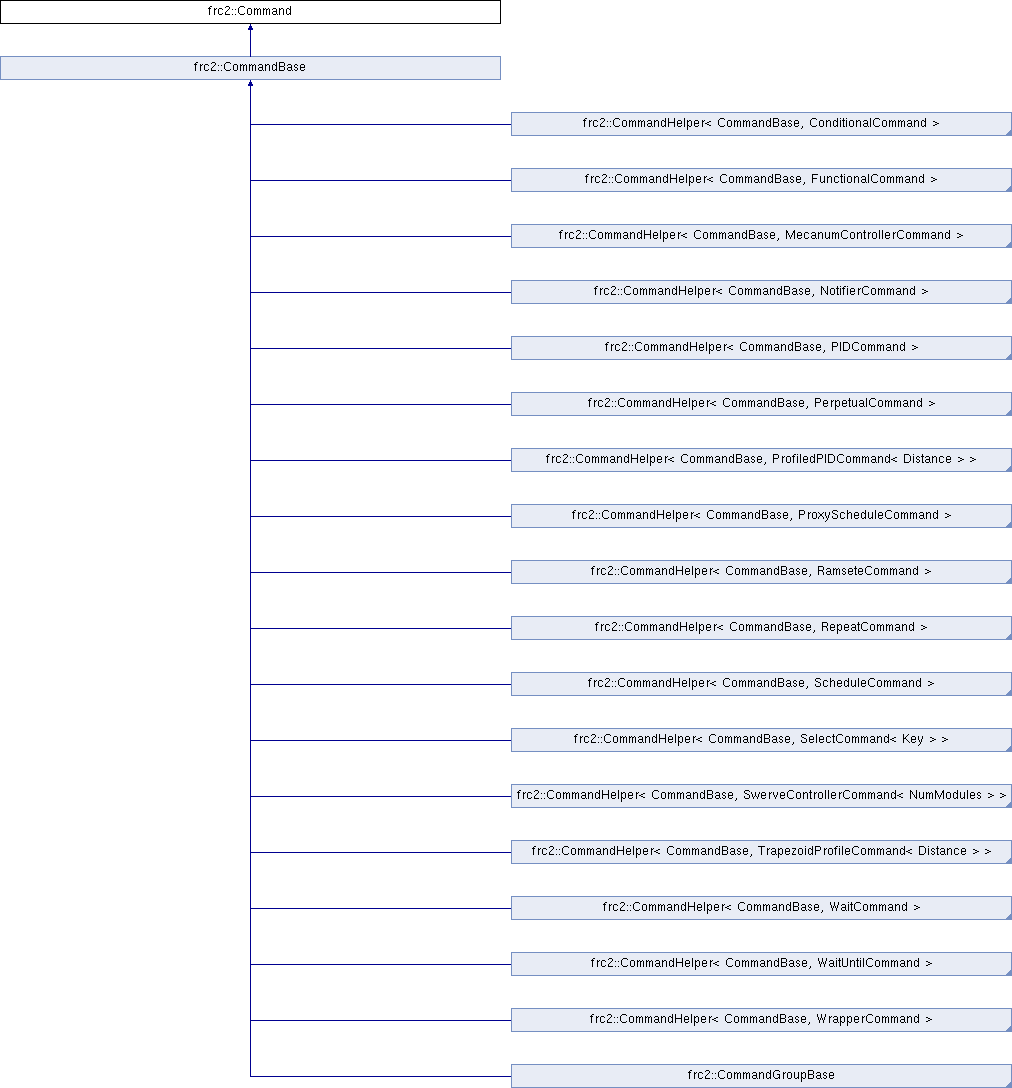 frc2::Command
frc2::CommandBase
frc2::CommandHelper< CommandBase, ConditionalCommand >
frc2::CommandHelper< CommandBase, FunctionalCommand >
frc2::CommandHelper< CommandBase, MecanumControllerCommand >
frc2::CommandHelper< CommandBase, NotifierCommand >
frc2::CommandHelper< CommandBase, PIDCommand >
frc2::CommandHelper< CommandBase, PerpetualCommand >
frc2::CommandHelper< CommandBase, ProfiledPIDCommand< Distance > >
frc2::CommandHelper< CommandBase, ProxyScheduleCommand >
frc2::CommandHelper< CommandBase, RamseteCommand >
frc2::CommandHelper< CommandBase, RepeatCommand >
frc2::CommandHelper< CommandBase, ScheduleCommand >
frc2::CommandHelper< CommandBase, SelectCommand< Key > >
frc2::CommandHelper< CommandBase, SwerveControllerCommand< NumModules > >
frc2::CommandHelper< CommandBase, TrapezoidProfileCommand< Distance > >
frc2::CommandHelper< CommandBase, WaitCommand >
frc2::CommandHelper< CommandBase, WaitUntilCommand >
frc2::CommandHelper< CommandBase, WrapperCommand >
frc2::CommandGroupBase